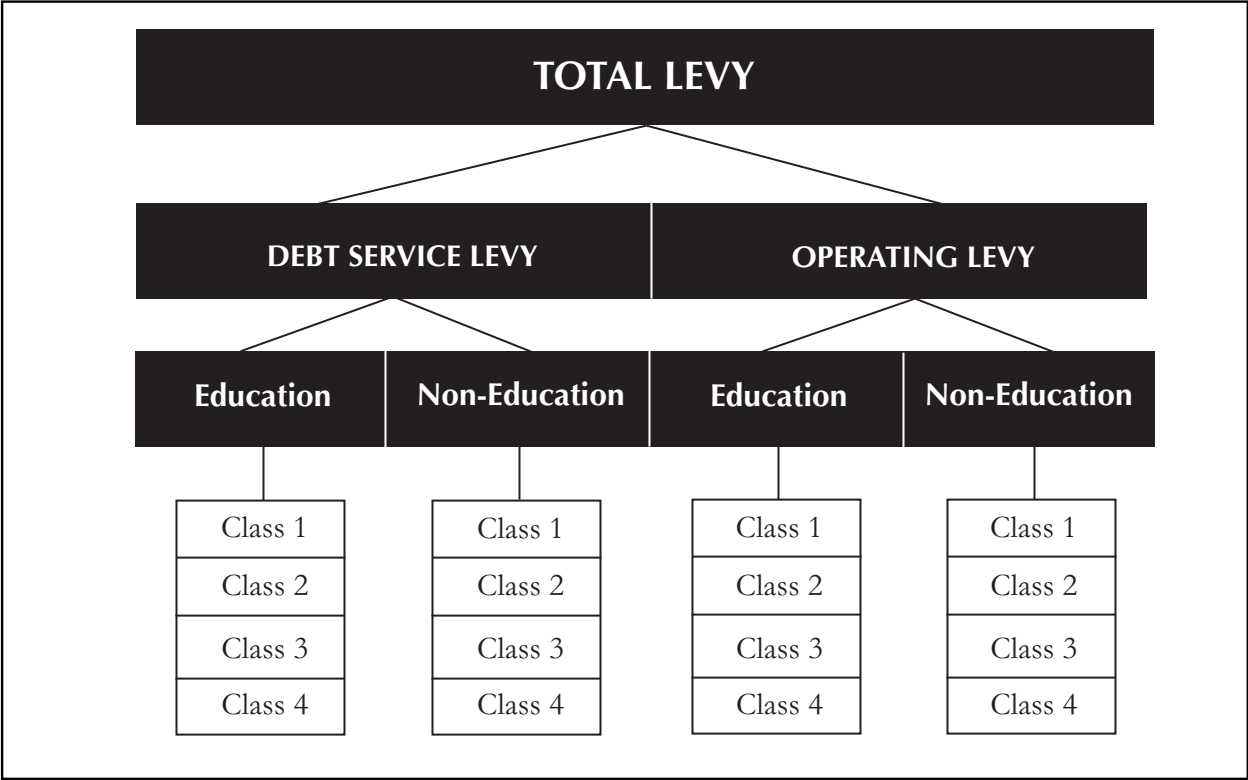 TOTAL LEVY
DEBT SERVICE LEVY
OPERATING LEVY
Education
Non-Education
Education
Non-Education
Class 1
Class 2
Class 3
Class 4
Class 1
Class 2
Class 3
Class 4
Class 1
Class 2
Class 3
Class 4
Class 1
Class 2
Class 3
Class 4